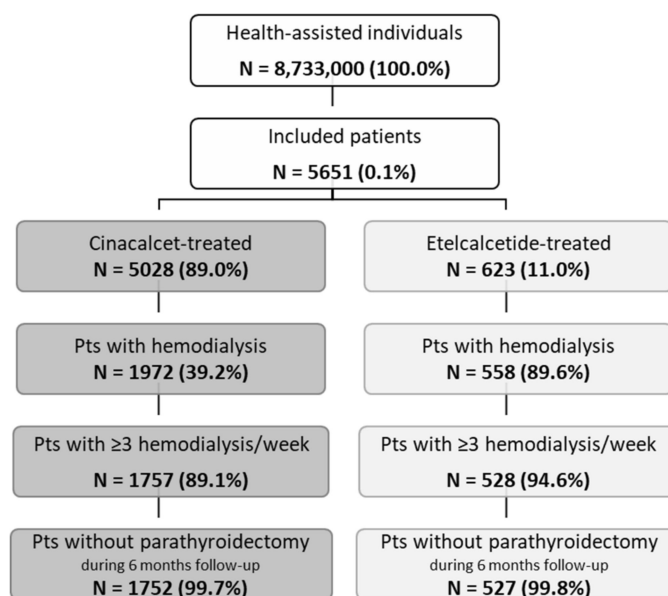 Health-assisted individuals
N = 8,733,000 (100.0%)
Included patients
N = 5651 (0.1%)
Cinacalcet-treated
N = 5028 (89.0%)
Etelcalcetide-treated
N = 623 (11.0%)
Pts with hemodialysis
N = 1972 (39.2%)
Pts with hemodialysis
N = 558 (89.6%)
Pts with ≥3 hemodialysis/week
N = 1757 (89.1%)
Pts with ≥3 hemodialysis/week
N = 528 (94.6%)
Pts without parathyroidectomy
during 6 months follow-up
N = 1752 (99.7%)
Pts without parathyroidectomy
during 6 months follow-up
N = 527 (99.8%)